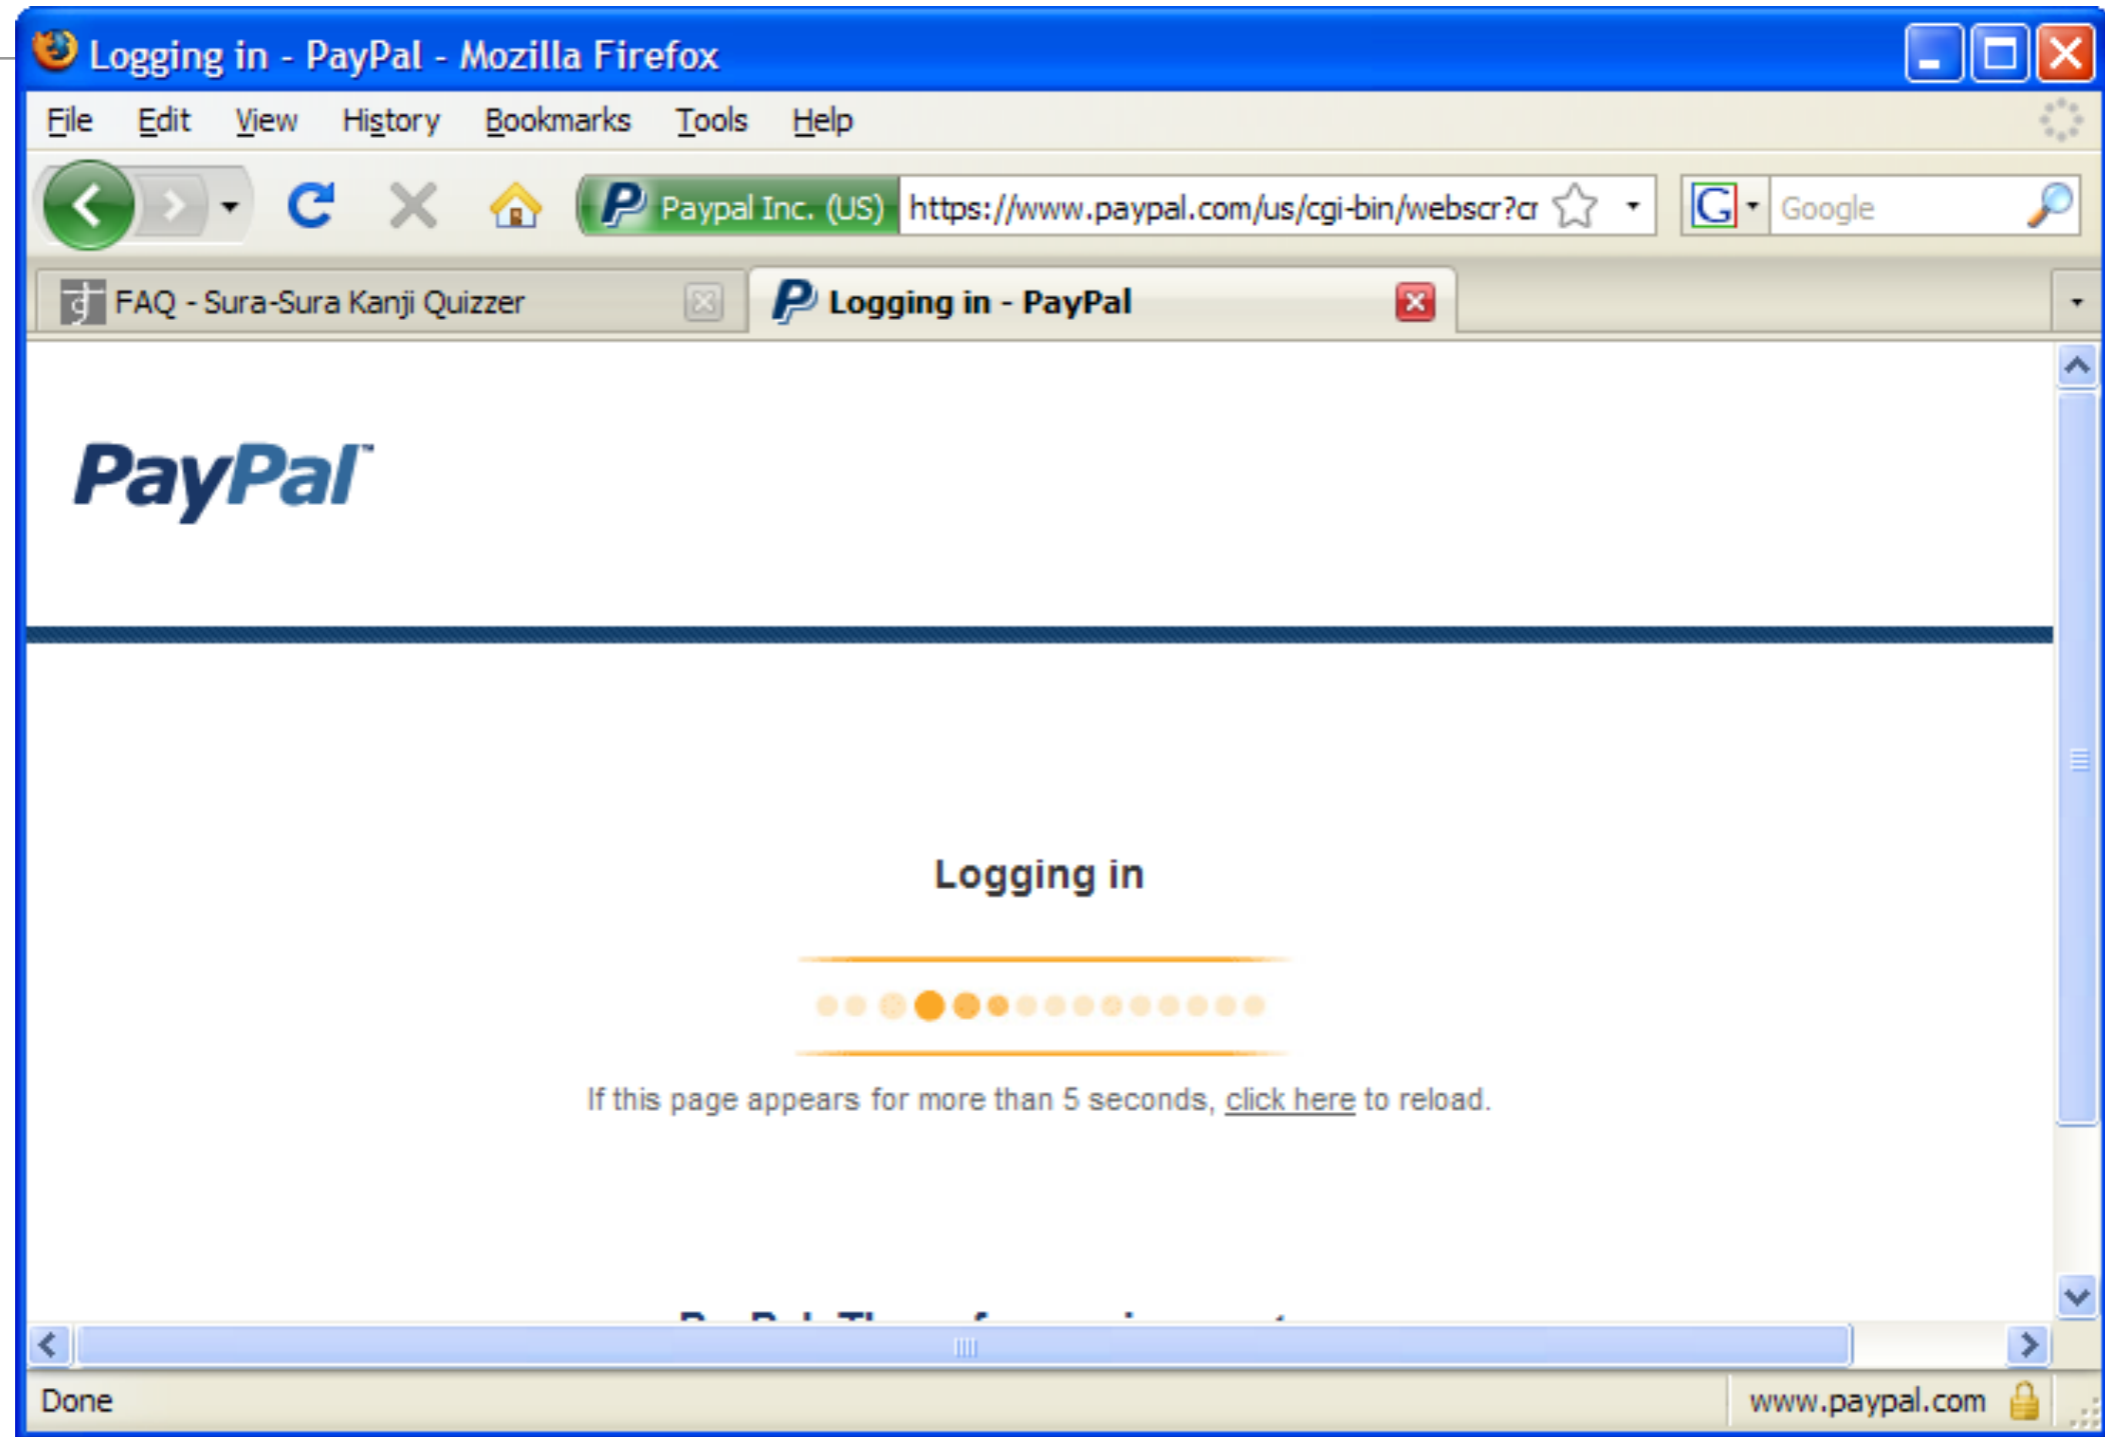 Logging in - PayPal - Mozilla Firefox
File Edit View History Bookmarks Tools Help
Paypal Inc. (US) https://www.paypal.com/us/cgi-bin/webscr?cr Google
FAQ - Sura-Sura Kanji Quizzer Logging in - PayPal
PayPal™
Logging in
If this page appears for more than 5 seconds, click here to reload.
Done www.paypal.com